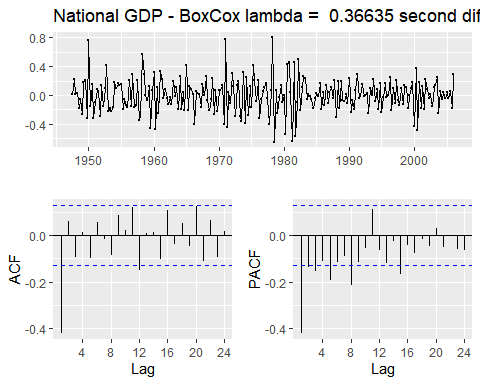 National GDP - BoxCox lambda =  0.36635 second dif
0.8
0.4
0.0
-0.4
1950 1960 1970 1980 1990 2000
ACF
0.0
-0.2
-0.4
4 8 12 16 20 24
Lag
PACF
0.0
-0.2
-0.4
4 8 12 16 20 24
Lag